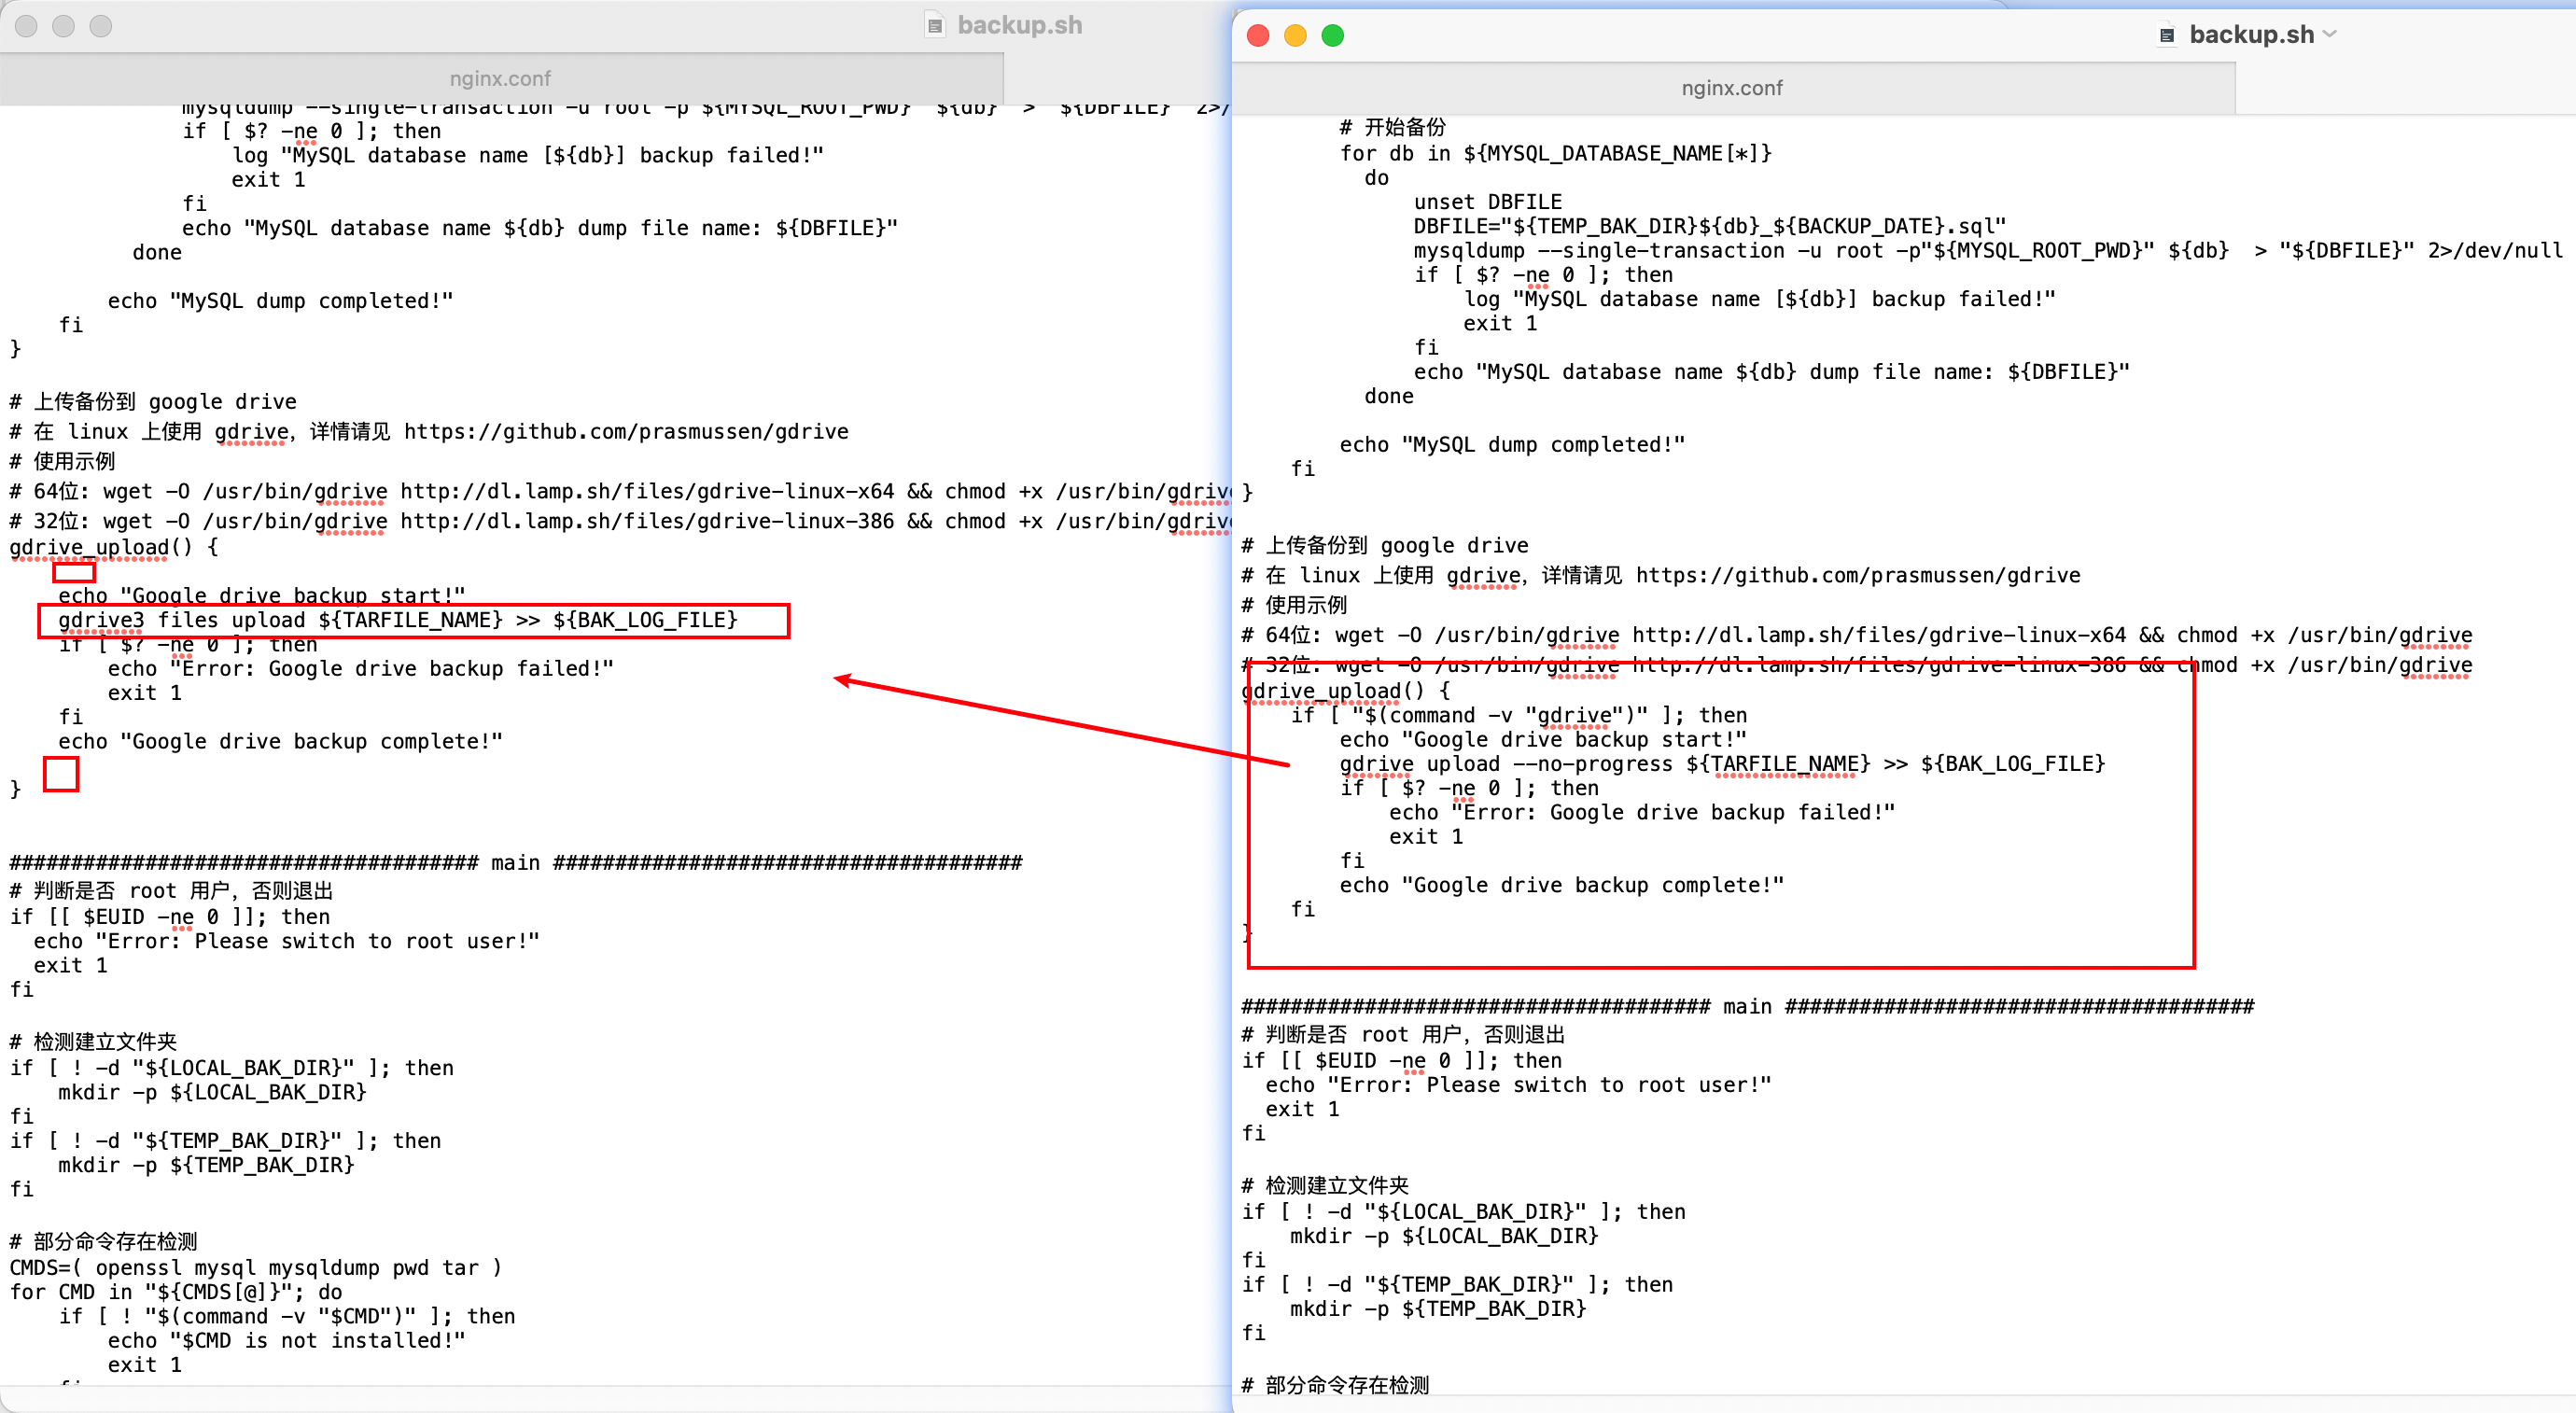 backup.sh
nginx.conf
mysqldump --single-transaction -u root -p"${MYSQL_ROOT_PWD}" ${db}  > "${DBFILE}" 2>/
if [ $? -ne 0 ]; then
log "MySQL database name [${db}] backup failed!"
exit 1
fi
echo "MySQL database name ${db} dump file name: ${DBFILE}"
done
echo "MySQL dump completed!"
fi
}
# 上传备份到 google drive
# 在 linux 上使用 gdrive，详情请见 https://github.com/prasmussen/gdrive
# 使用示例
# 64位: wget -O /usr/bin/gdrive http://dl.lamp.sh/files/gdrive-linux-x64 && chmod +x /usr/bin/gdrive
# 32位: wget -O /usr/bin/gdrive http://dl.lamp.sh/files/gdrive-linux-386 && chmod +x /usr/bin/gdrive
gdrive_upload() {
echo "Google drive backup start!"
gdrive3 files upload ${TARFILE_NAME} >> ${BAK_LOG_FILE}
if [ $? -ne 0 ]; then
echo "Error: Google drive backup failed!"
exit 1
fi
echo "Google drive backup complete!"
}
###################################### main ######################################
# 判断是否 root 用户，否则退出
if [[ $EUID -ne 0 ]]; then
echo "Error: Please switch to root user!"
exit 1
fi
# 检测建立文件夹
if [ ! -d "${LOCAL_BAK_DIR}" ]; then
mkdir -p ${LOCAL_BAK_DIR}
fi
if [ ! -d "${TEMP_BAK_DIR}" ]; then
mkdir -p ${TEMP_BAK_DIR}
fi
# 部分命令存在检测
CMDS=( openssl mysql mysqldump pwd tar )
for CMD in "${CMDS[@]}"; do
if [ ! "$(command -v "$CMD")" ]; then
echo "$CMD is not installed!"
exit 1
backup.sh
nginx.conf
# 开始备份
for db in ${MYSQL_DATABASE_NAME[*]}
do
unset DBFILE
DBFILE="${TEMP_BAK_DIR}${db}_${BACKUP_DATE}.sql"
mysqldump --single-transaction -u root -p"${MYSQL_ROOT_PWD}" ${db}  > "${DBFILE}" 2>/dev/null
if [ $? -ne 0 ]; then
log "MySQL database name [${db}] backup failed!"
exit 1
fi
echo "MySQL database name ${db} dump file name: ${DBFILE}"
done
echo "MySQL dump completed!"
fi
}
# 上传备份到 google drive
# 在 linux 上使用 gdrive，详情请见 https://github.com/prasmussen/gdrive
# 使用示例
# 64位: wget -O /usr/bin/gdrive http://dl.lamp.sh/files/gdrive-linux-x64 && chmod +x /usr/bin/gdrive
# 32位: wget -O /usr/bin/gdrive http://dl.lamp.sh/files/gdrive-linux-386 && chmod +x /usr/bin/gdrive
gdrive_upload() {
if [ "$(command -v "gdrive")" ]; then
echo "Google drive backup start!"
gdrive upload --no-progress ${TARFILE_NAME} >> ${BAK_LOG_FILE}
if [ $? -ne 0 ]; then
echo "Error: Google drive backup failed!"
exit 1
fi
echo "Google drive backup complete!"
fi
}
###################################### main ######################################
# 判断是否 root 用户，否则退出
if [[ $EUID -ne 0 ]]; then
echo "Error: Please switch to root user!"
exit 1
fi
# 检测建立文件夹
if [ ! -d "${LOCAL_BAK_DIR}" ]; then
mkdir -p ${LOCAL_BAK_DIR}
fi
if [ ! -d "${TEMP_BAK_DIR}" ]; then
mkdir -p ${TEMP_BAK_DIR}
fi
# 部分命令存在检测